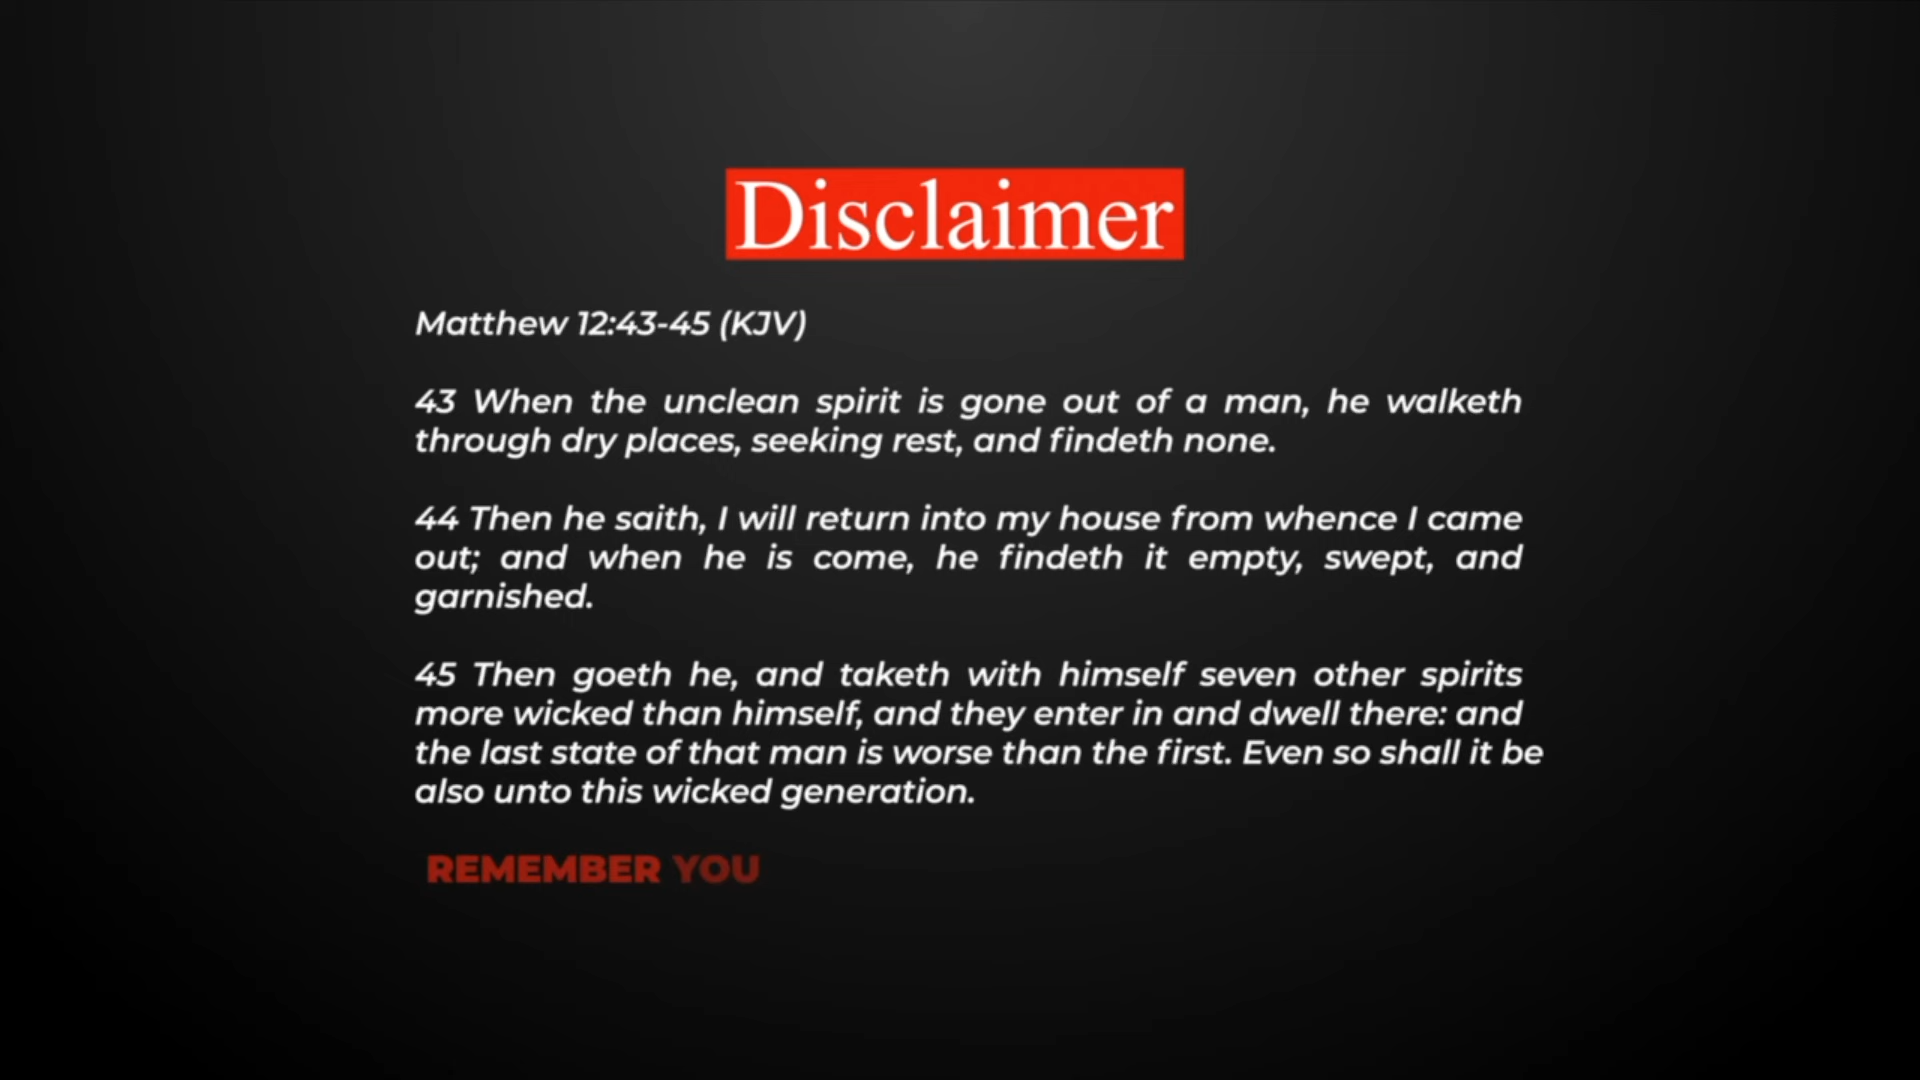 Disclaimer
Matthew 12:43-45 (KJV)
43 When the unclean spirit is gone out of a man, he walketh
through dry places, seeking rest, and findeth none.
44 Then he saith, I will return into my house from whence I came
out; and when he is come, he findeth it empty, swept, and
garnished.
45 Then goeth he, and taketh with himself seven other spirits
more wicked than himself, and they enter in and dwell there: and
the last state of that man is worse than the first. Even so shall it be
also unto this wicked generation.
REMEMBER YOU